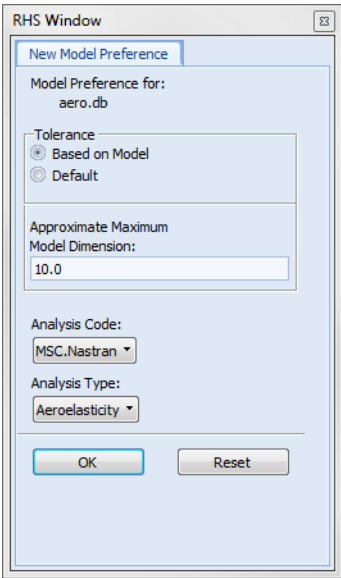 RHS Window
New Model Preference
Model Preference for:
aero.db
Tolerance
Based on Model
Default
Approximate Maximum
Model Dimension:
10.0
Analysis Code:
MSC.Nastran
Analysis Type:
Aeroelasticity
OK Reset